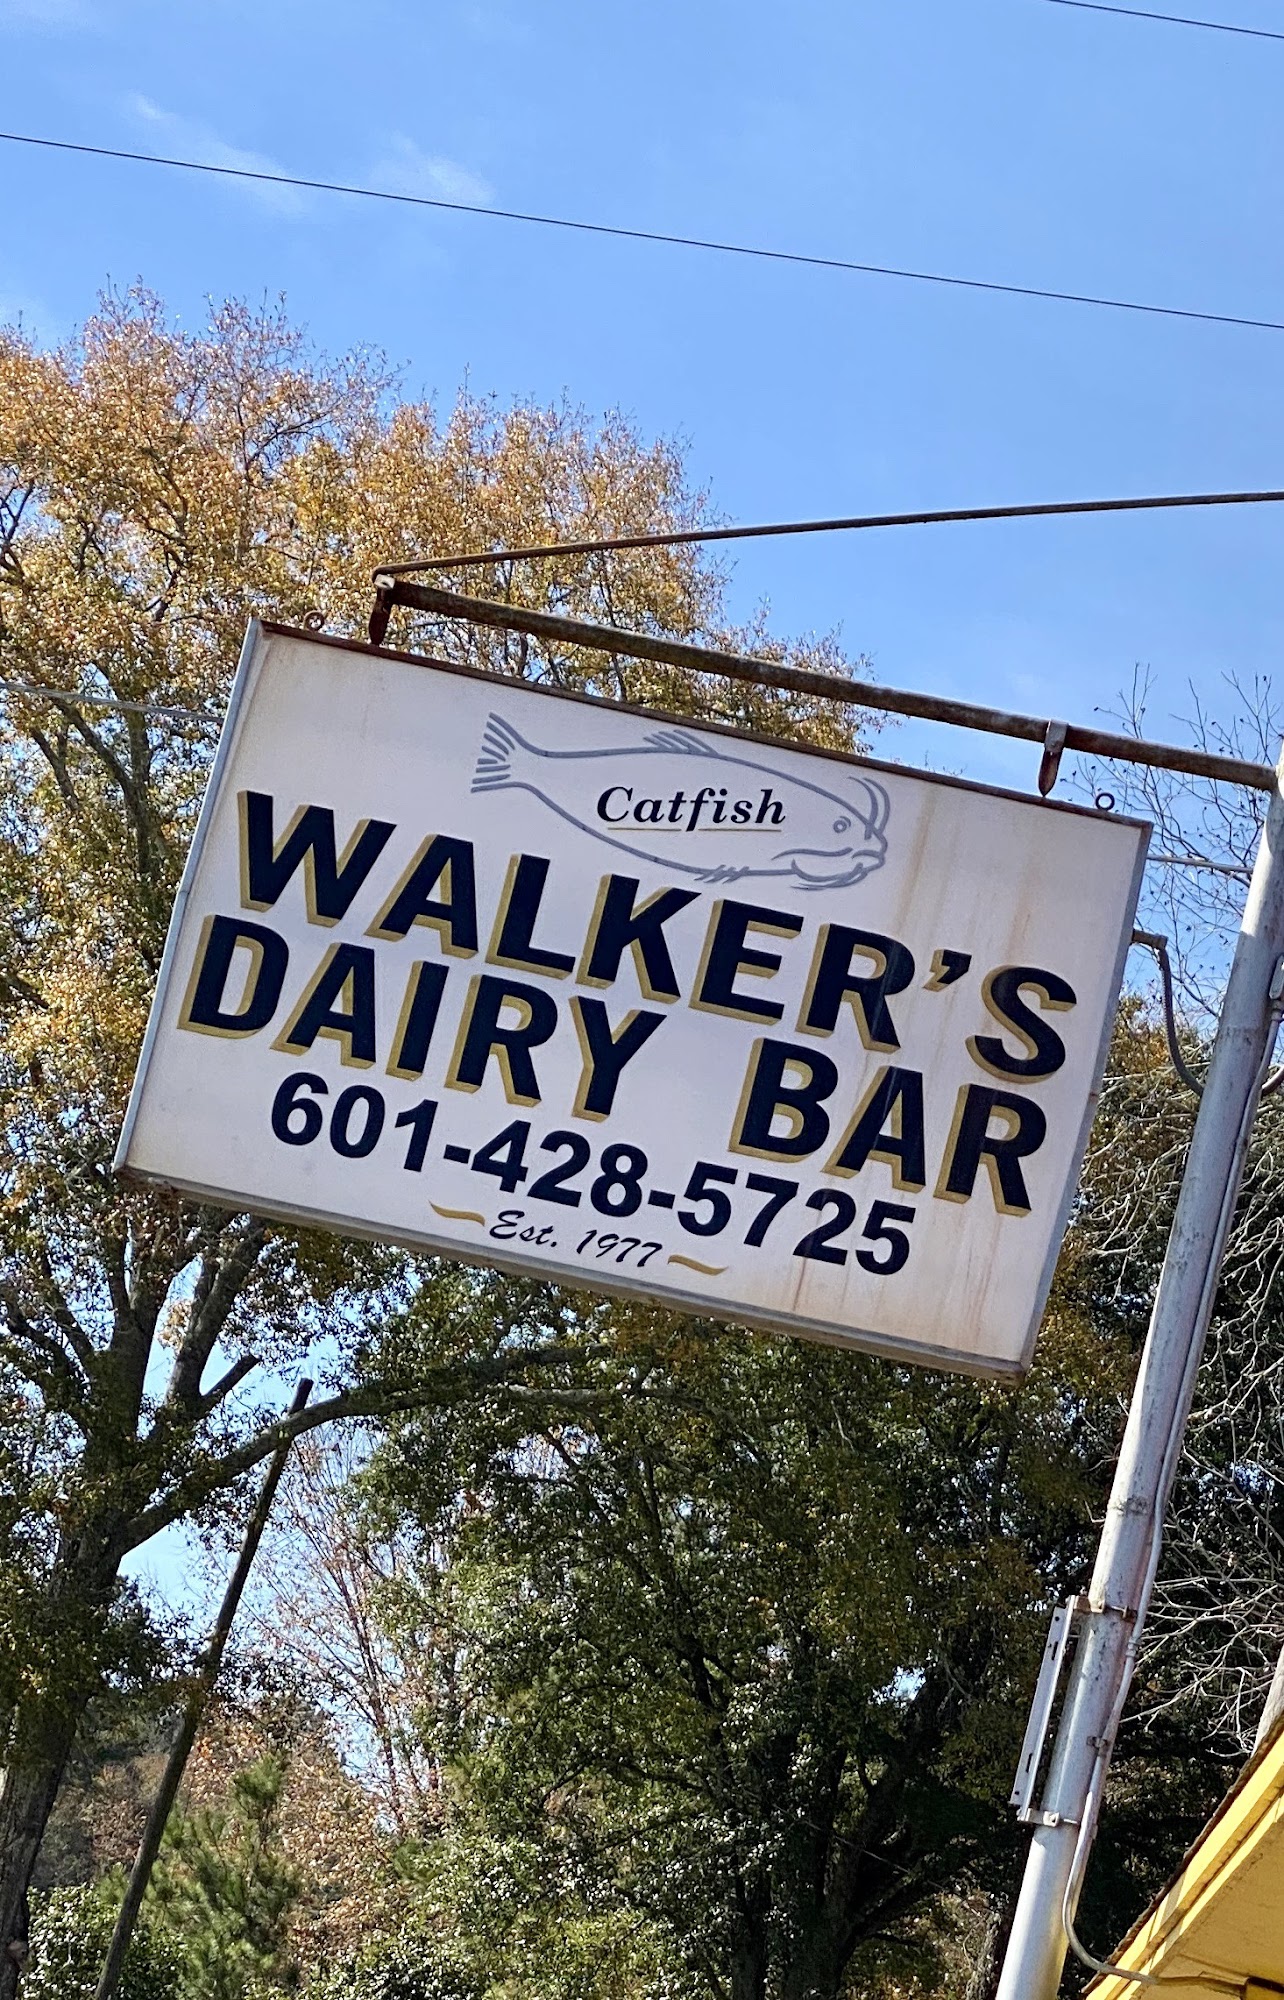 Catfish
WALKER'S
DAIRY BAR
601-428-5725
Est. 1977